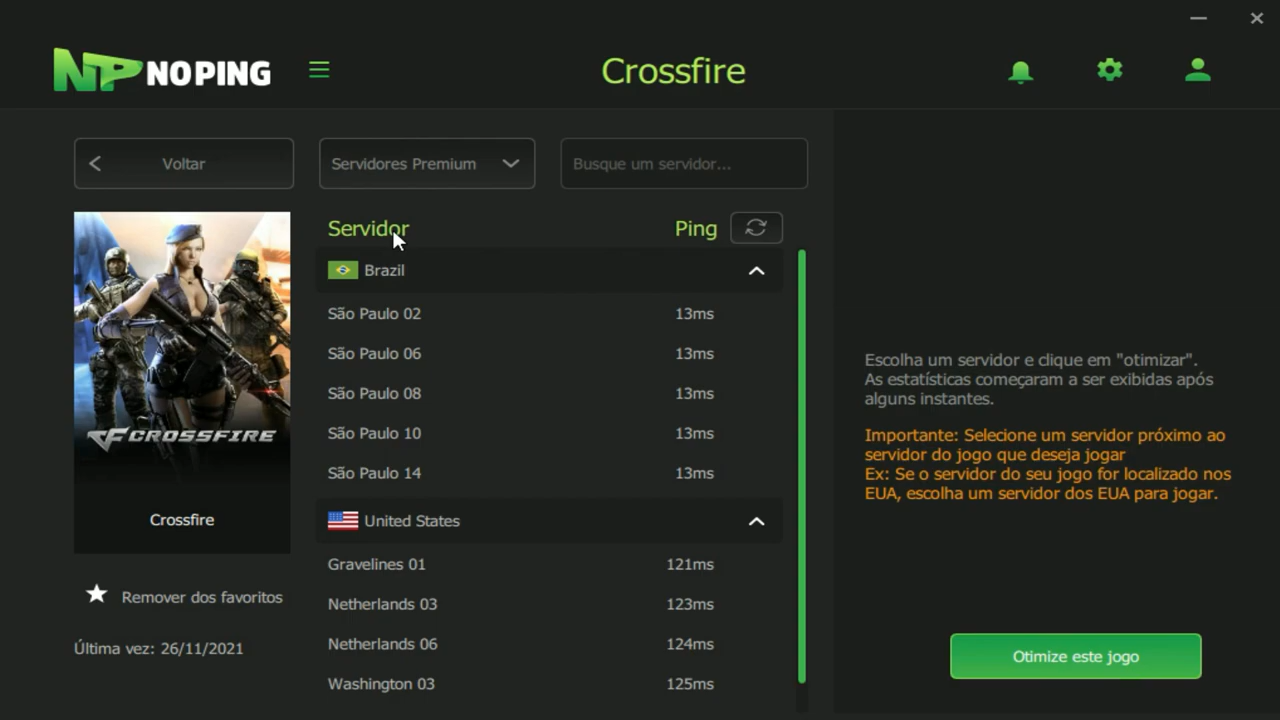 NP NOPING
Crossfire
Voltar
Servidores Premium
Busque um servidor...
Servidor
Ping
Brazil
São Paulo 02 13ms
São Paulo 06 13ms
São Paulo 08 13ms
São Paulo 10 13ms
São Paulo 14 13ms
United States
Gravelines 01 121ms
Netherlands 03 123ms
Netherlands 06 124ms
Washington 03 125ms
CF CROSSFIRE
Crossfire
Remover dos favoritos
Última vez: 26/11/2021
Escolha um servidor e clique em "otimizar".
As estatísticas começaram a ser exibidas após
alguns instantes.
Importante: Selecione um servidor próximo ao
servidor do jogo que deseja jogar
Ex: Se o servidor do seu jogo for localizado nos
EUA, escolha um servidor dos EUA para jogar.
Otimize este jogo